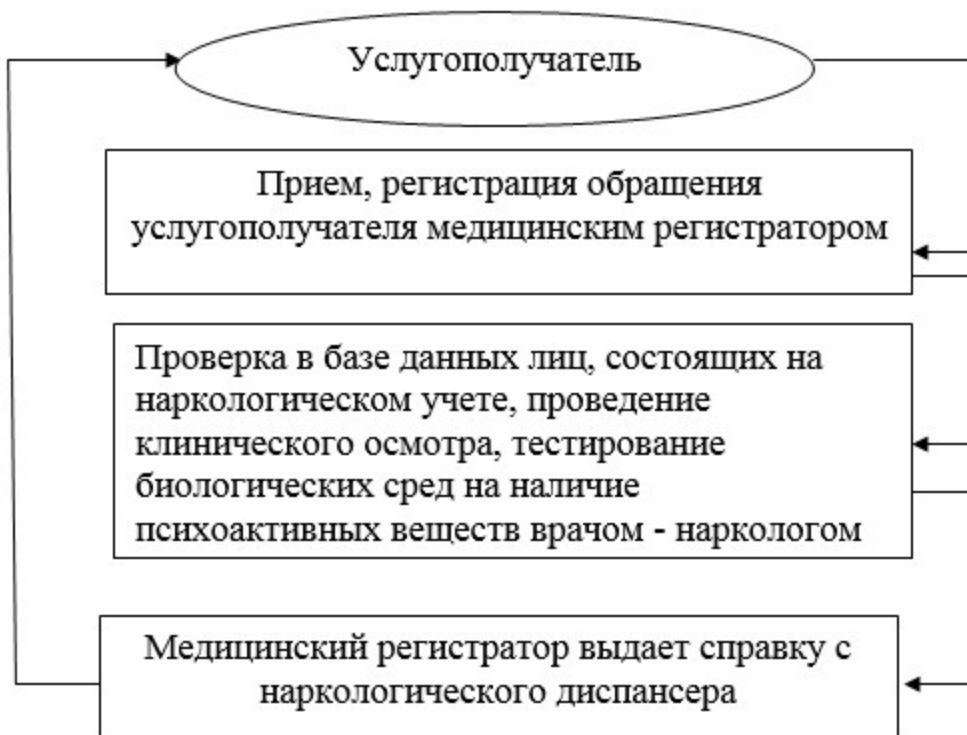 Услугополучатель
Прием, регистрация обращения
услугополучателя медицинским регистратором
Проверка в базе данных лиц, состоящих на
наркологическом учете, проведение
клинического осмотра, тестирование
биологических сред на наличие
психоактивных веществ врачом - наркологом
Медицинский регистратор выдает справку с
наркологического диспансера